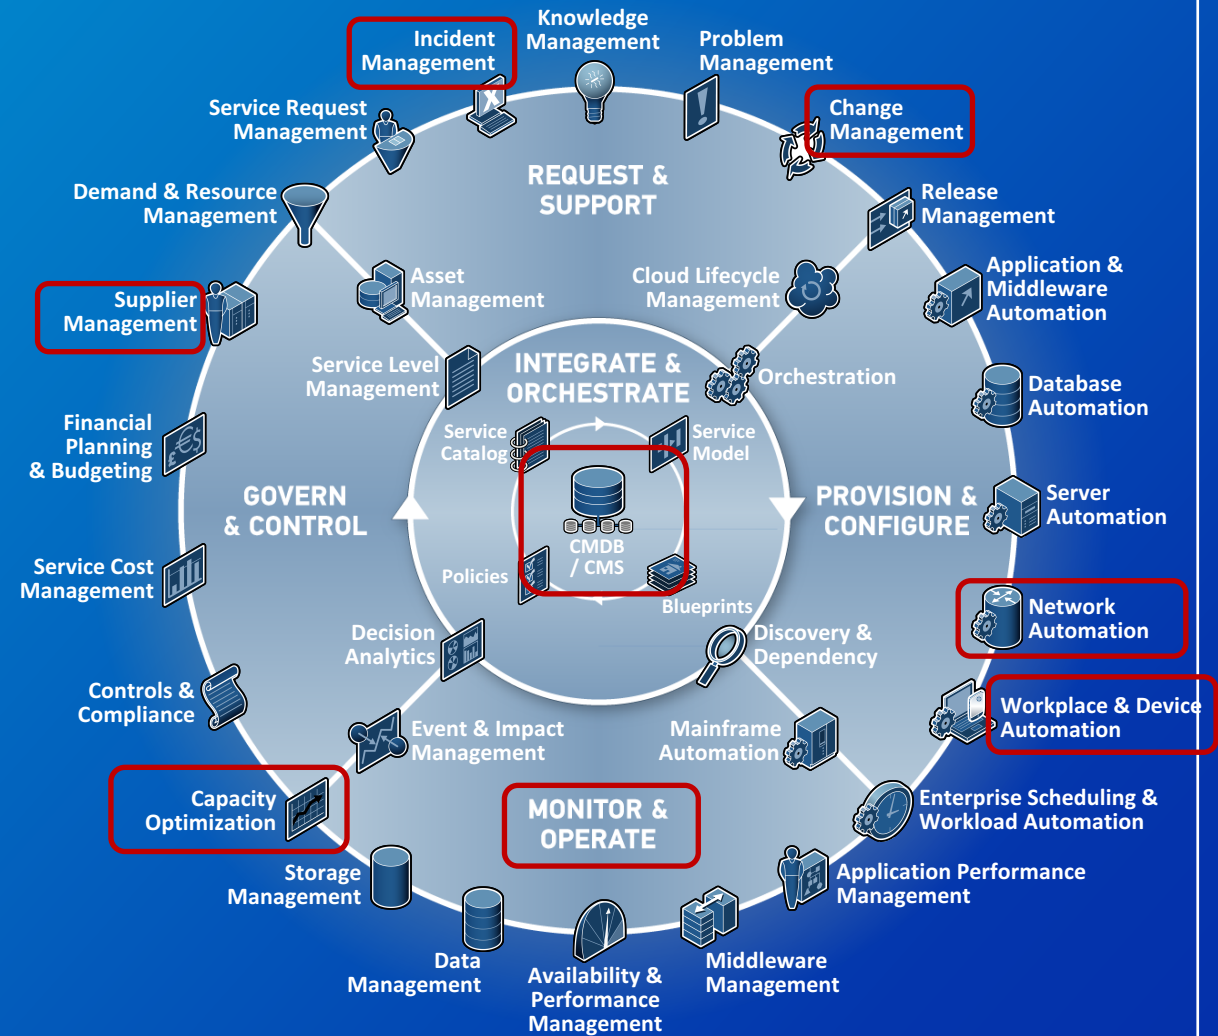 Knowledge
Management
Incident
Management
Problem
Management
Service Request
Management
Change
Management
Demand & Resource
Management
Release
Management
REQUEST &
SUPPORT
Supplier
Management
Asset
Management
Cloud Lifecycle
Management
Application &
Middleware
Automation
Service Level
Management
INTEGRATE &
ORCHESTRATE
Orchestration
Database
Automation
Financial
Planning
& Budgeting
Service
Catalog
Service
Model
GOVERN
& CONTROL
PROVISION &
CONFIGURE
Server
Automation
CMDB
/ CMS
Service Cost
Management
Policies
Blueprints
Network
Automation
Decision
Analytics
Discovery &
Dependency
Controls &
Compliance
Event & Impact
Management
Mainframe
Automation
Workplace & Device
Automation
Capacity
Optimization
MONITOR &
OPERATE
Enterprise Scheduling &
Workload Automation
Storage
Management
Application Performance
Management
Data
Management
Availability &
Performance
Management
Middleware
Management